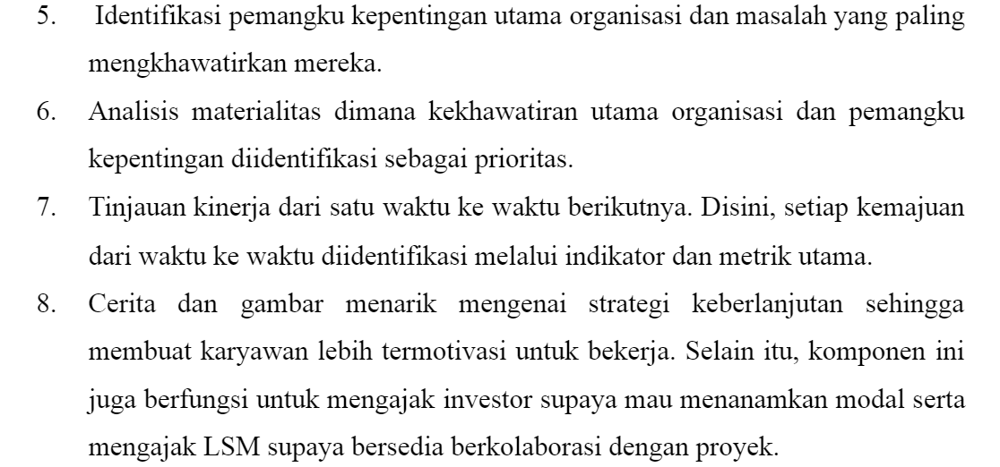 5. Identifikasi pemangku kepentingan utama organisasi dan masalah yang paling
mengkhawatirkan mereka.
6. Analisis materialitas dimana kekhawatiran utama organisasi dan pemangku
kepentingan diidentifikasi sebagai prioritas.
7. Tinjauan kinerja dari satu waktu ke waktu berikutnya. Disini, setiap kemajuan
dari waktu ke waktu diidentifikasi melalui indikator dan metrik utama.
8. Cerita dan gambar menarik mengenai strategi keberlanjutan sehingga
membuat karyawan lebih termotivasi untuk bekerja. Selain itu, komponen ini
juga berfungsi untuk mengajak investor supaya mau menanamkan modal serta
mengajak LSM supaya bersedia berkolaborasi dengan proyek.